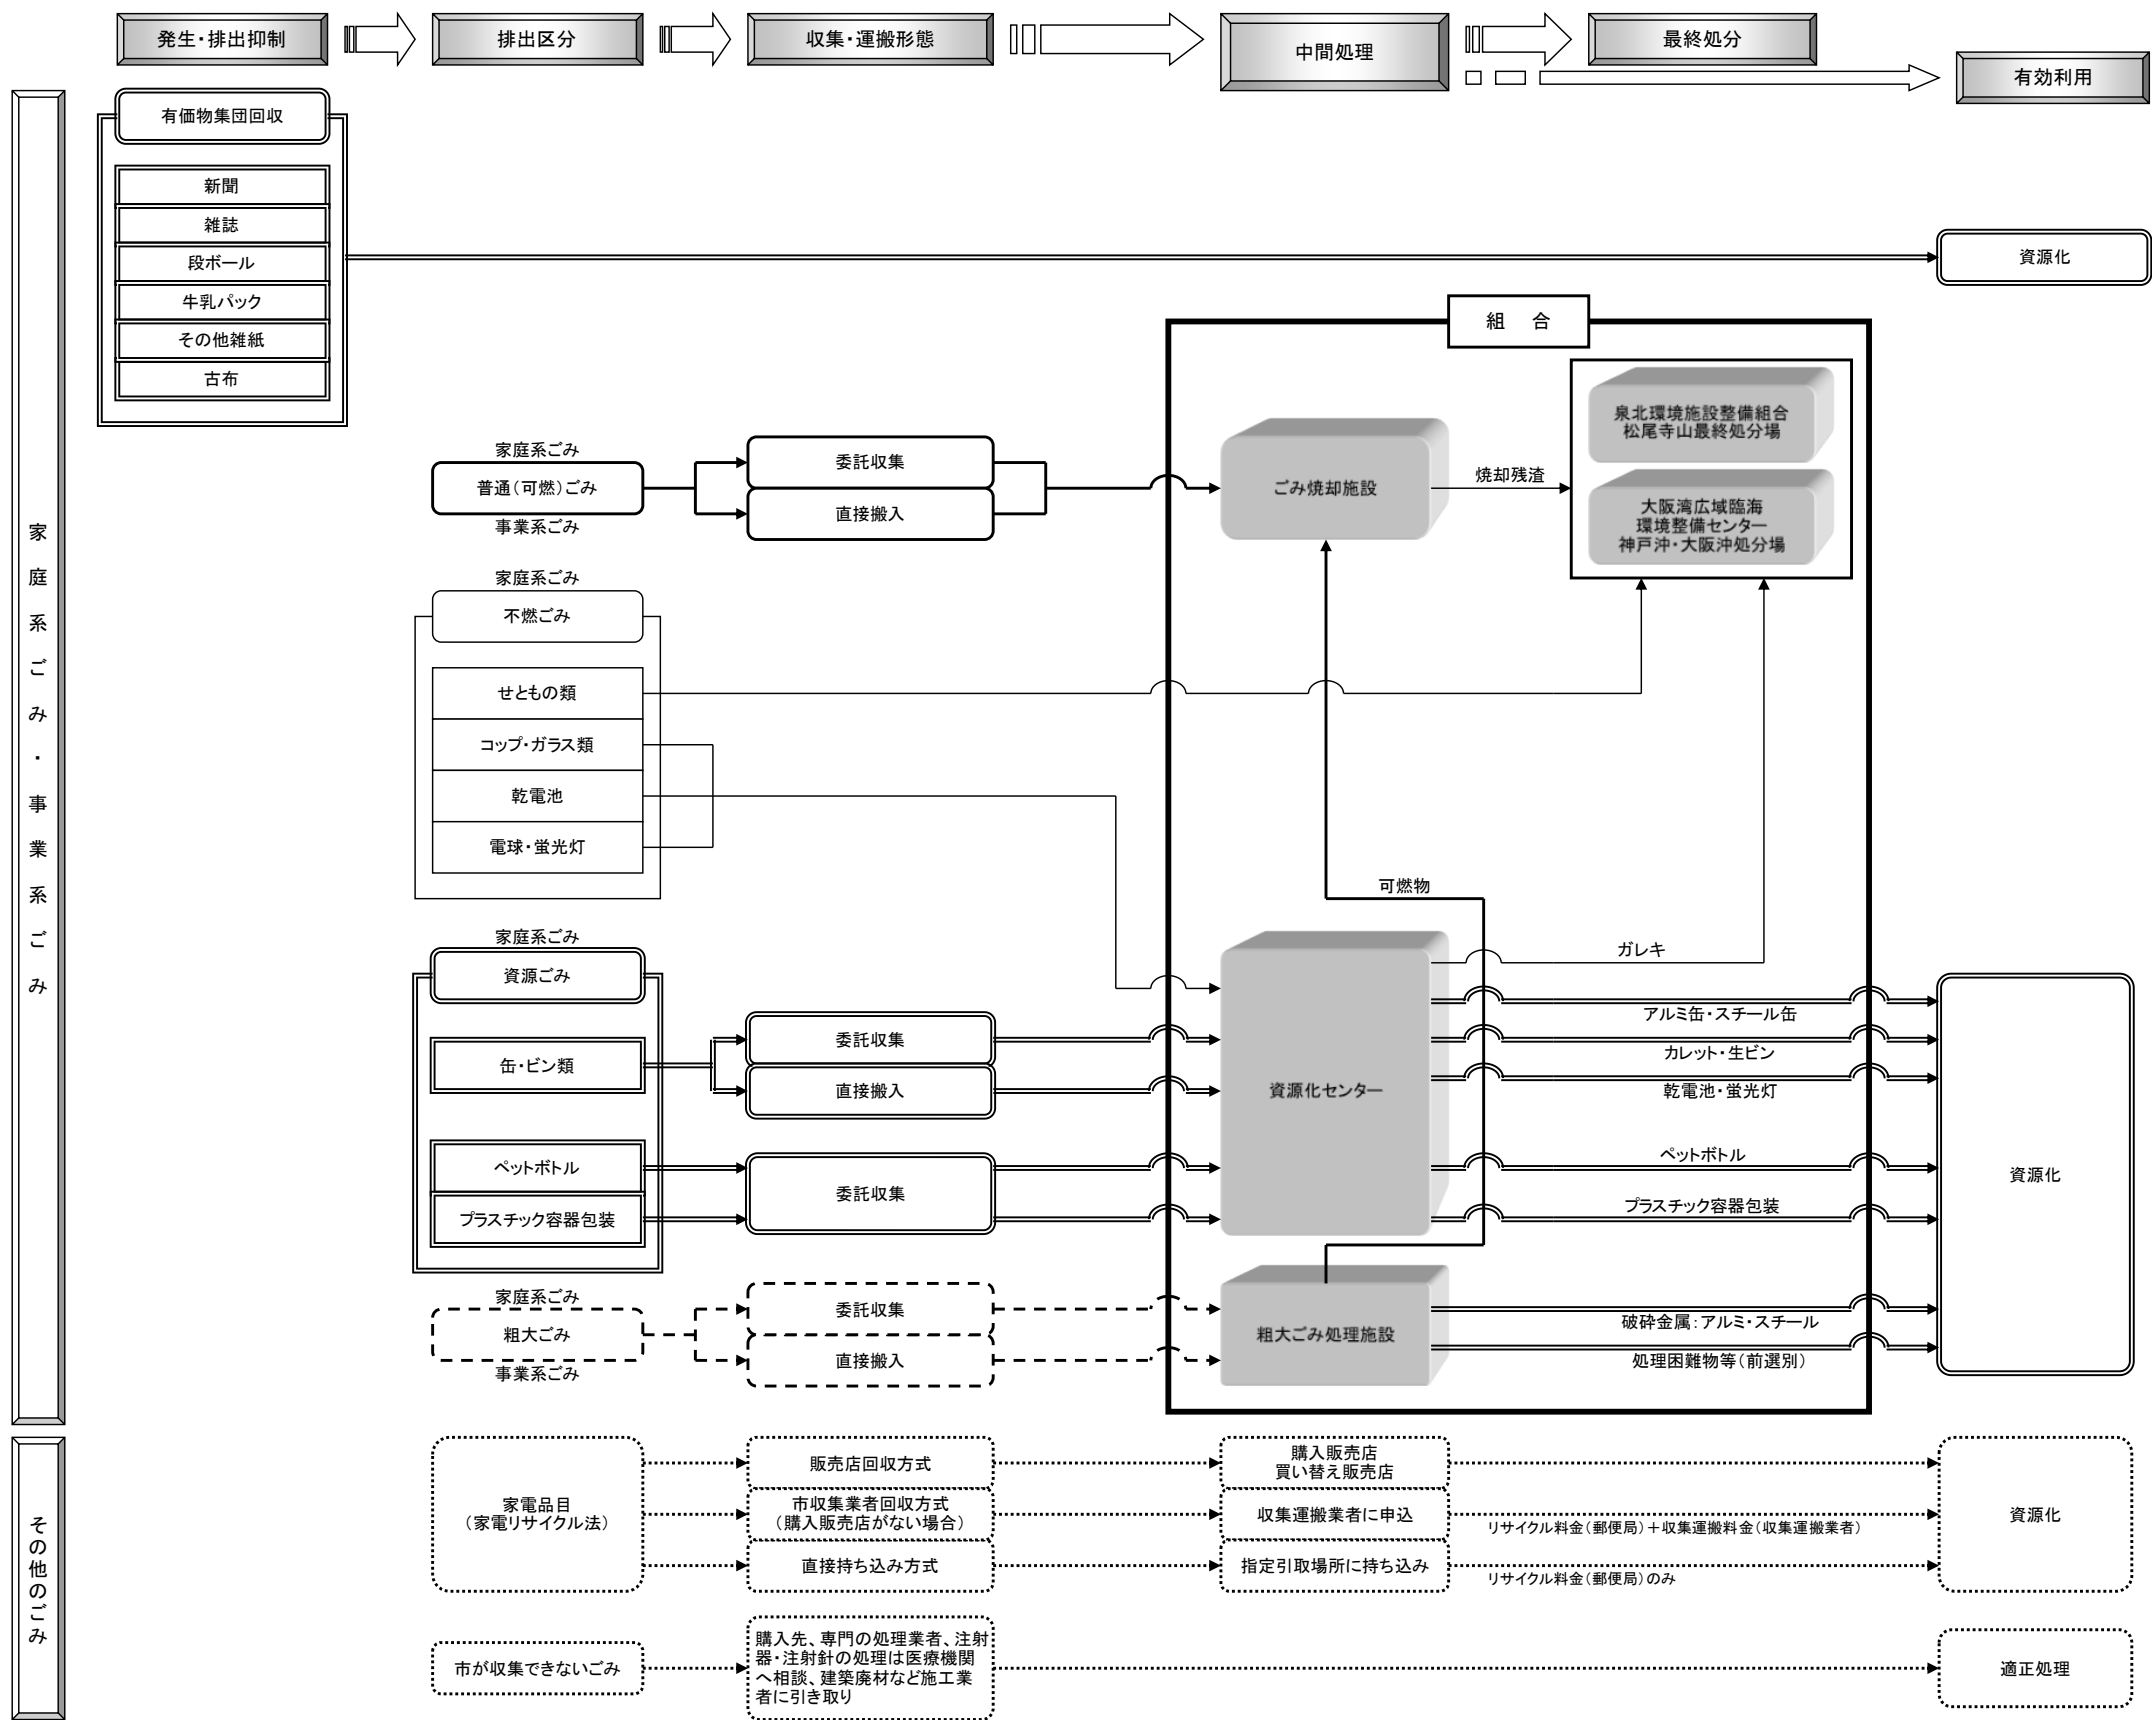 発生・排出抑制
排出区分
収集・運搬形態
中間処理
最終処分
有効利用
家庭系ごみ・事業系ごみ
有価物集団回収
新聞
雑誌
段ボール
牛乳パック
その他雑紙
古布
資源化
組　合
家庭系ごみ
普通（可燃）ごみ
事業系ごみ
委託収集
直接搬入
ごみ焼却施設
焼却残渣
泉北環境施設整備組合
松尾寺山最終処分場
大阪湾広域臨海
環境整備センター
神戸沖・大阪沖処分場
家庭系ごみ
不燃ごみ
せともの類
コップ・ガラス類
乾電池
電球・蛍光灯
可燃物
家庭系ごみ
資源ごみ
缶・ビン類
ペットボトル
プラスチック容器包装
委託収集
直接搬入
委託収集
資源化センター
ガレキ
アルミ缶・スチール缶
カレット・生ビン
乾電池・蛍光灯
ペットボトル
プラスチック容器包装
資源化
家庭系ごみ
粗大ごみ
事業系ごみ
委託収集
直接搬入
粗大ごみ処理施設
破砕金属：アルミ・スチール
処理困難物等（前選別）
その他のごみ
家電品目
（家電リサイクル法）
販売店回収方式
市収集業者回収方式
（購入販売店がない場合）
直接持ち込み方式
購入販売店
買い替え販売店
収集運搬業者に申込
指定引取場所に持ち込み
リサイクル料金（郵便局）＋収集運搬料金（収集運搬業者）
リサイクル料金（郵便局）のみ
資源化
市が収集できないごみ
購入先、専門の処理業者、注射
器・注射針の処理は医療機関
へ相談、建築廃材など施工業
者に引き取り
適正処理